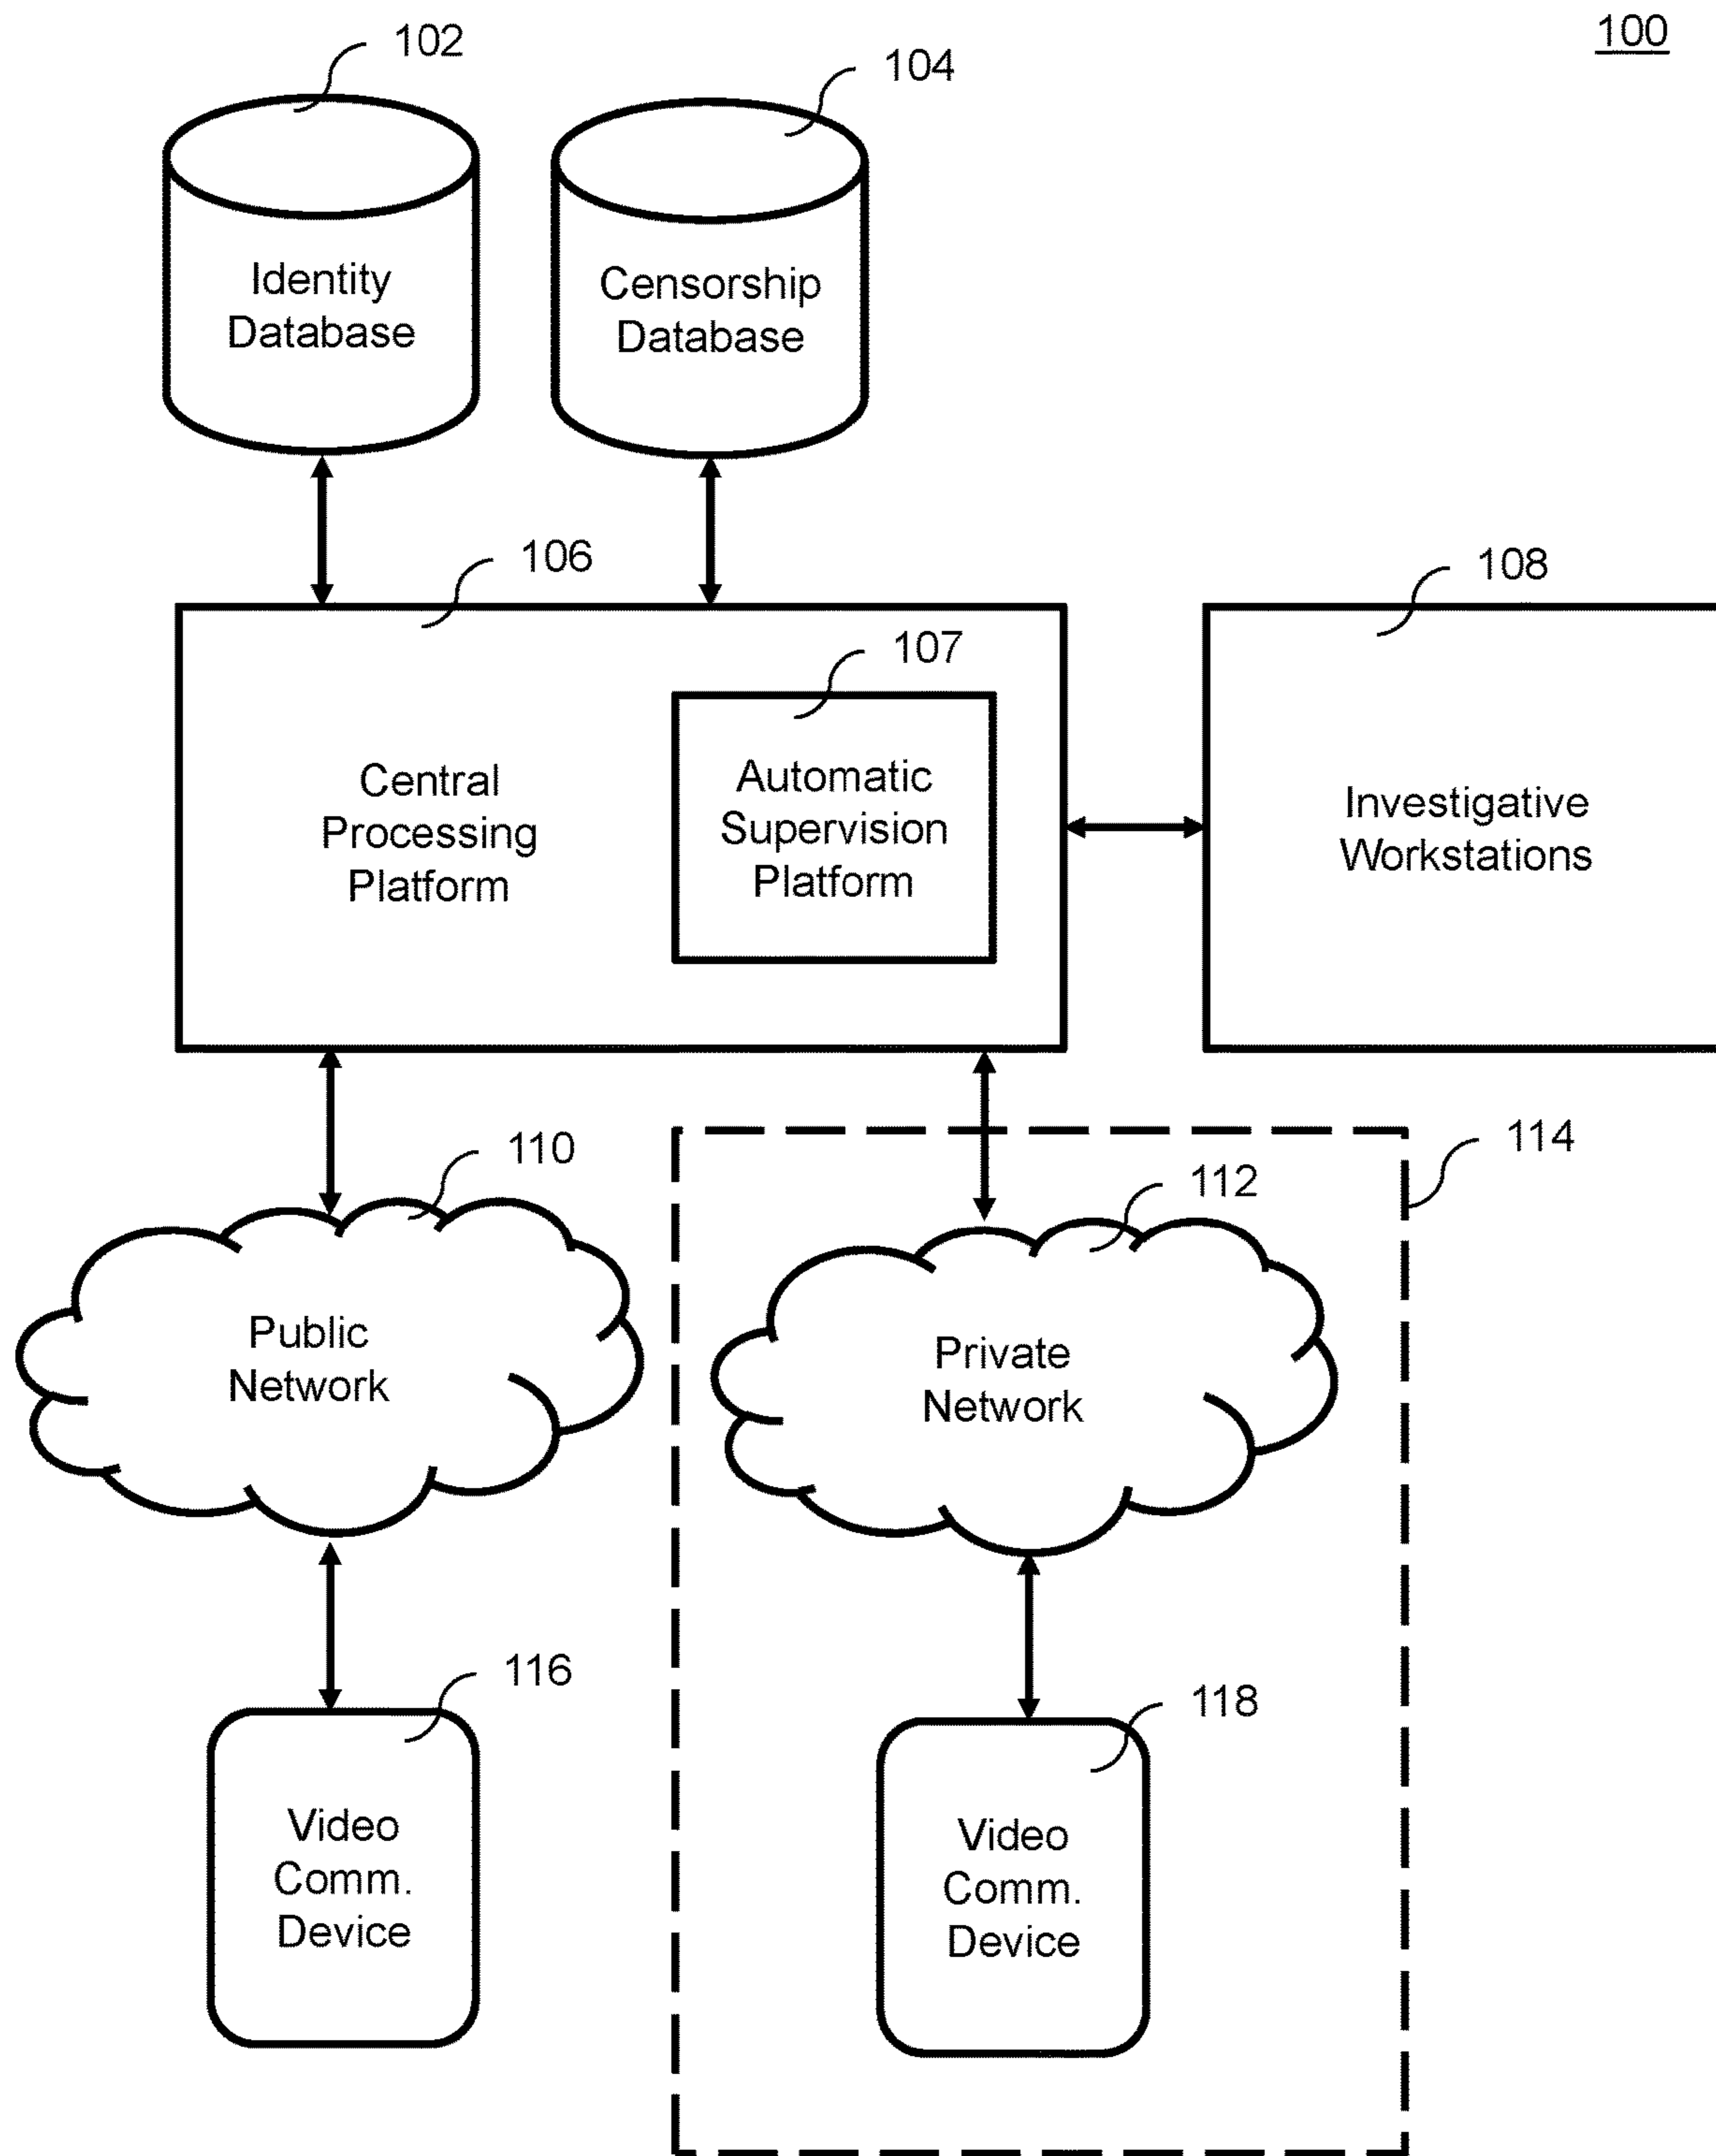 100
102
104
Identity
Database
Censorship
Database
106
108
107
Central
Processing
Platform
Automatic
Supervision
Platform
Investigative
Workstations
110
112
114
Public
Network
Private
Network
116
118
Video
Comm.
Device
Video
Comm.
Device